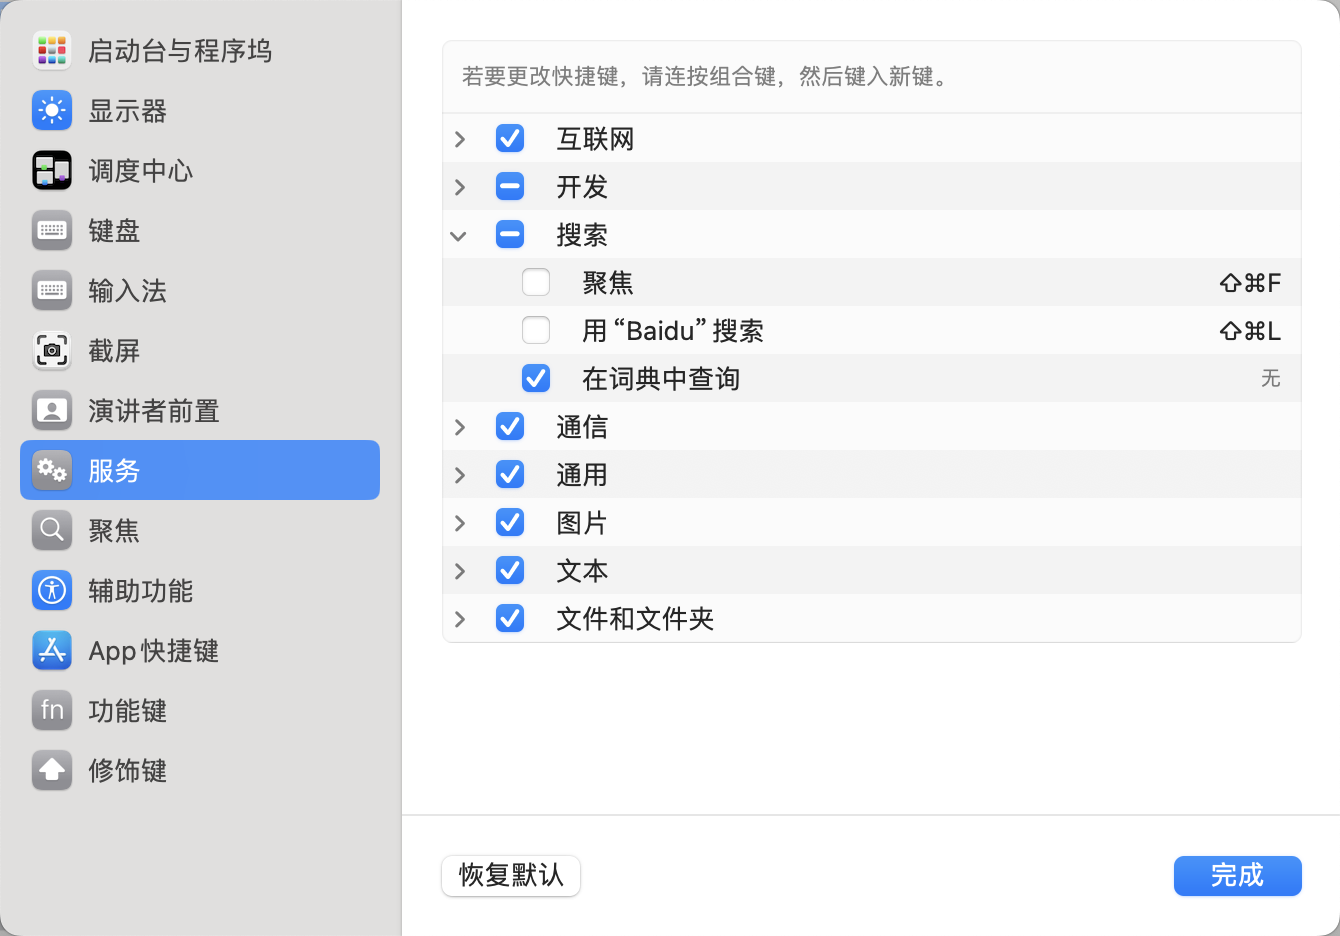 启动台与程序坞
显示器
调度中心
键盘
输入法
截屏
演讲者前置
服务
聚焦
辅助功能
App快捷键
fn 功能键
修饰键
若要更改快捷键，请连按组合键，然后键入新键。
互联网
开发
搜索
聚焦 ⇧⌘F
用“Baidu”搜索 ⇧⌘L
在词典中查询 无
通信
通用
图片
文本
文件和文件夹
恢复默认 完成